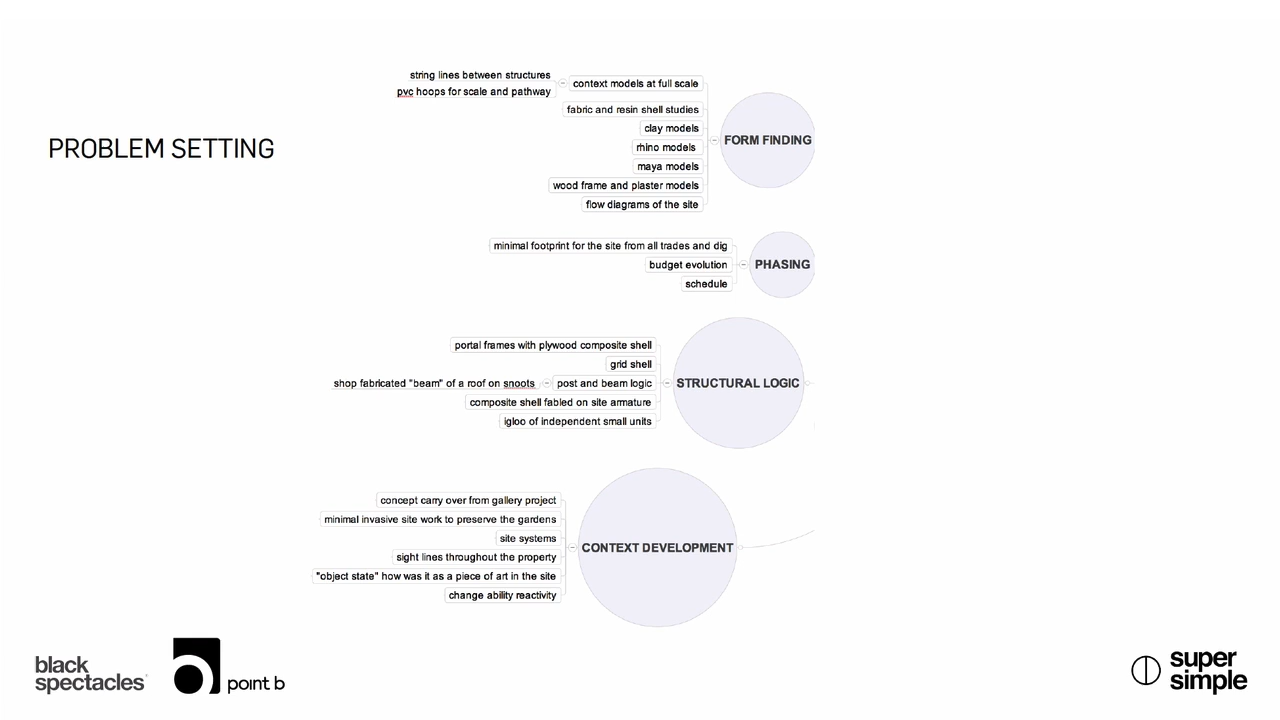 PROBLEM SETTING
string lines between structures
pvc hoops for scale and pathway
context models at full scale
fabric and resin shell studies
clay models
rhino models
maya models
wood frame and plaster models
flow diagrams of the site
FORM FINDING
minimal footprint for the site from all trades and dig
budget evolution
schedule
PHASING
portal frames with plywood composite shell
grid shell
shop fabricated "beam" of a roof on snoots
post and beam logic
composite shell fabled on site armature
igloo of independent small units
STRUCTURAL LOGIC
concept carry over from gallery project
minimal invasive site work to preserve the gardens
site systems
sight lines throughout the property
"object state" how was it as a piece of art in the site
change ability reactivity
CONTEXT DEVELOPMENT
black
spectacles
point b
super
simple